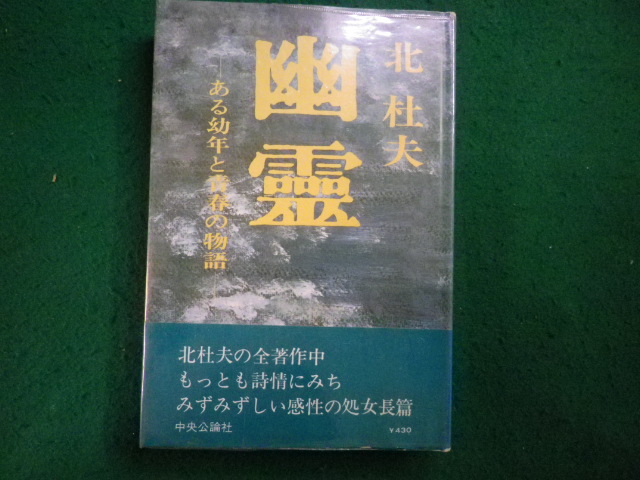 北 杜夫
幽靈
―ある幼年と青春の物語―
北杜夫の全著作中
もっとも詩情にみち
みずみずしい感性の処女長篇
中央公論社
¥430